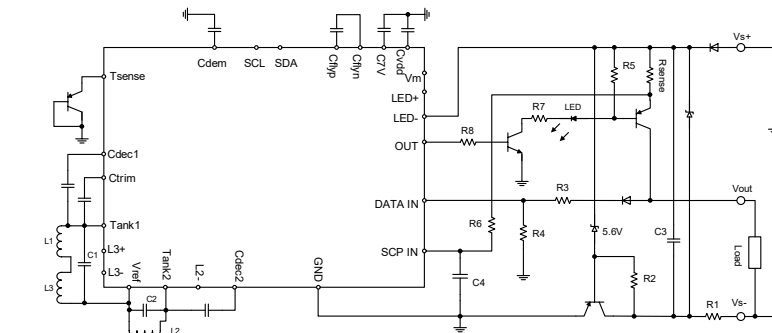 Vs+
Cdem
SCL
SDA
Cflyp
Cflyn
C7V
Cvdd
Vm
Tsense
LED+
LED-
OUT
R8
R7
LED
R5
Rsense
Cdec1
Ctrim
DATA IN
R3
Vout
Tank1
R6
R4
5.6V
C3
Load
L1
C1
L3+
SCP IN
L3-
L3
Vref
Tank2
L2-
Cdec2
GND
C4
R2
C2
R1
Vs-
L2